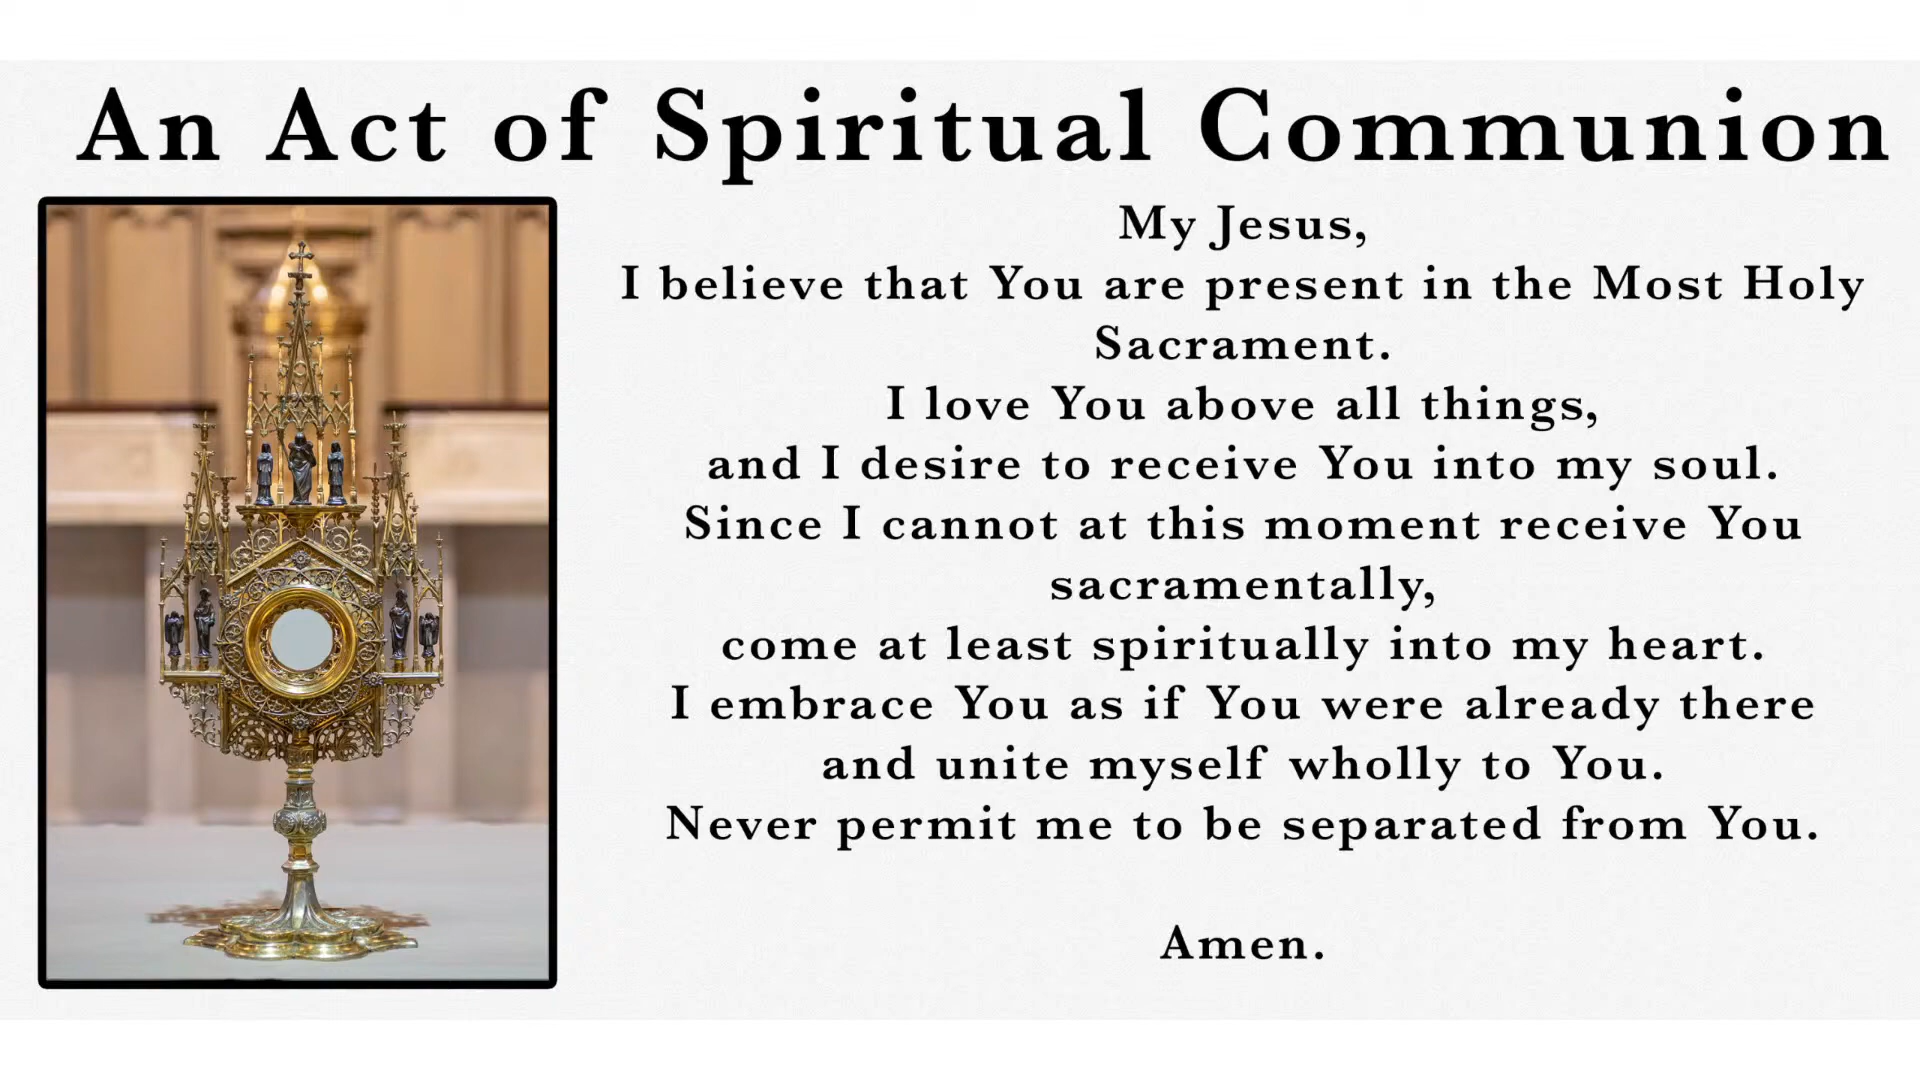 An Act of Spiritual Communion
My Jesus,
I believe that You are present in the Most Holy
Sacrament.
I love You above all things,
and I desire to receive You into my soul.
Since I cannot at this moment receive You
sacramentally,
come at least spiritually into my heart.
I embrace You as if You were already there
and unite myself wholly to You.
Never permit me to be separated from You.
Amen.